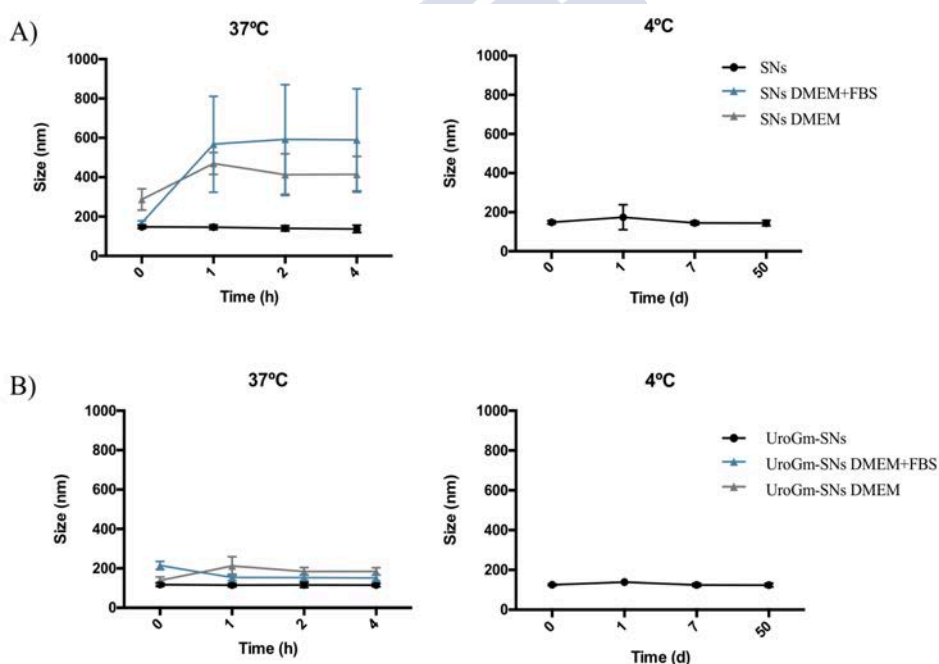 A)
37ºC
Size (nm)
1000
800
600
400
200
0
0
1
2
4
Time (h)
4ºC
Size (nm)
1000
800
600
400
200
0
0
1
7
50
Time (d)
SNs
SNs DMEM+FBS
SNs DMEM
B)
37ºC
Size (nm)
1000
800
600
400
200
0
0
1
2
4
Time (h)
4ºC
Size (nm)
1000
800
600
400
200
0
0
1
7
50
Time (d)
UroGm-SNs
UroGm-SNs DMEM+FBS
UroGm-SNs DMEM